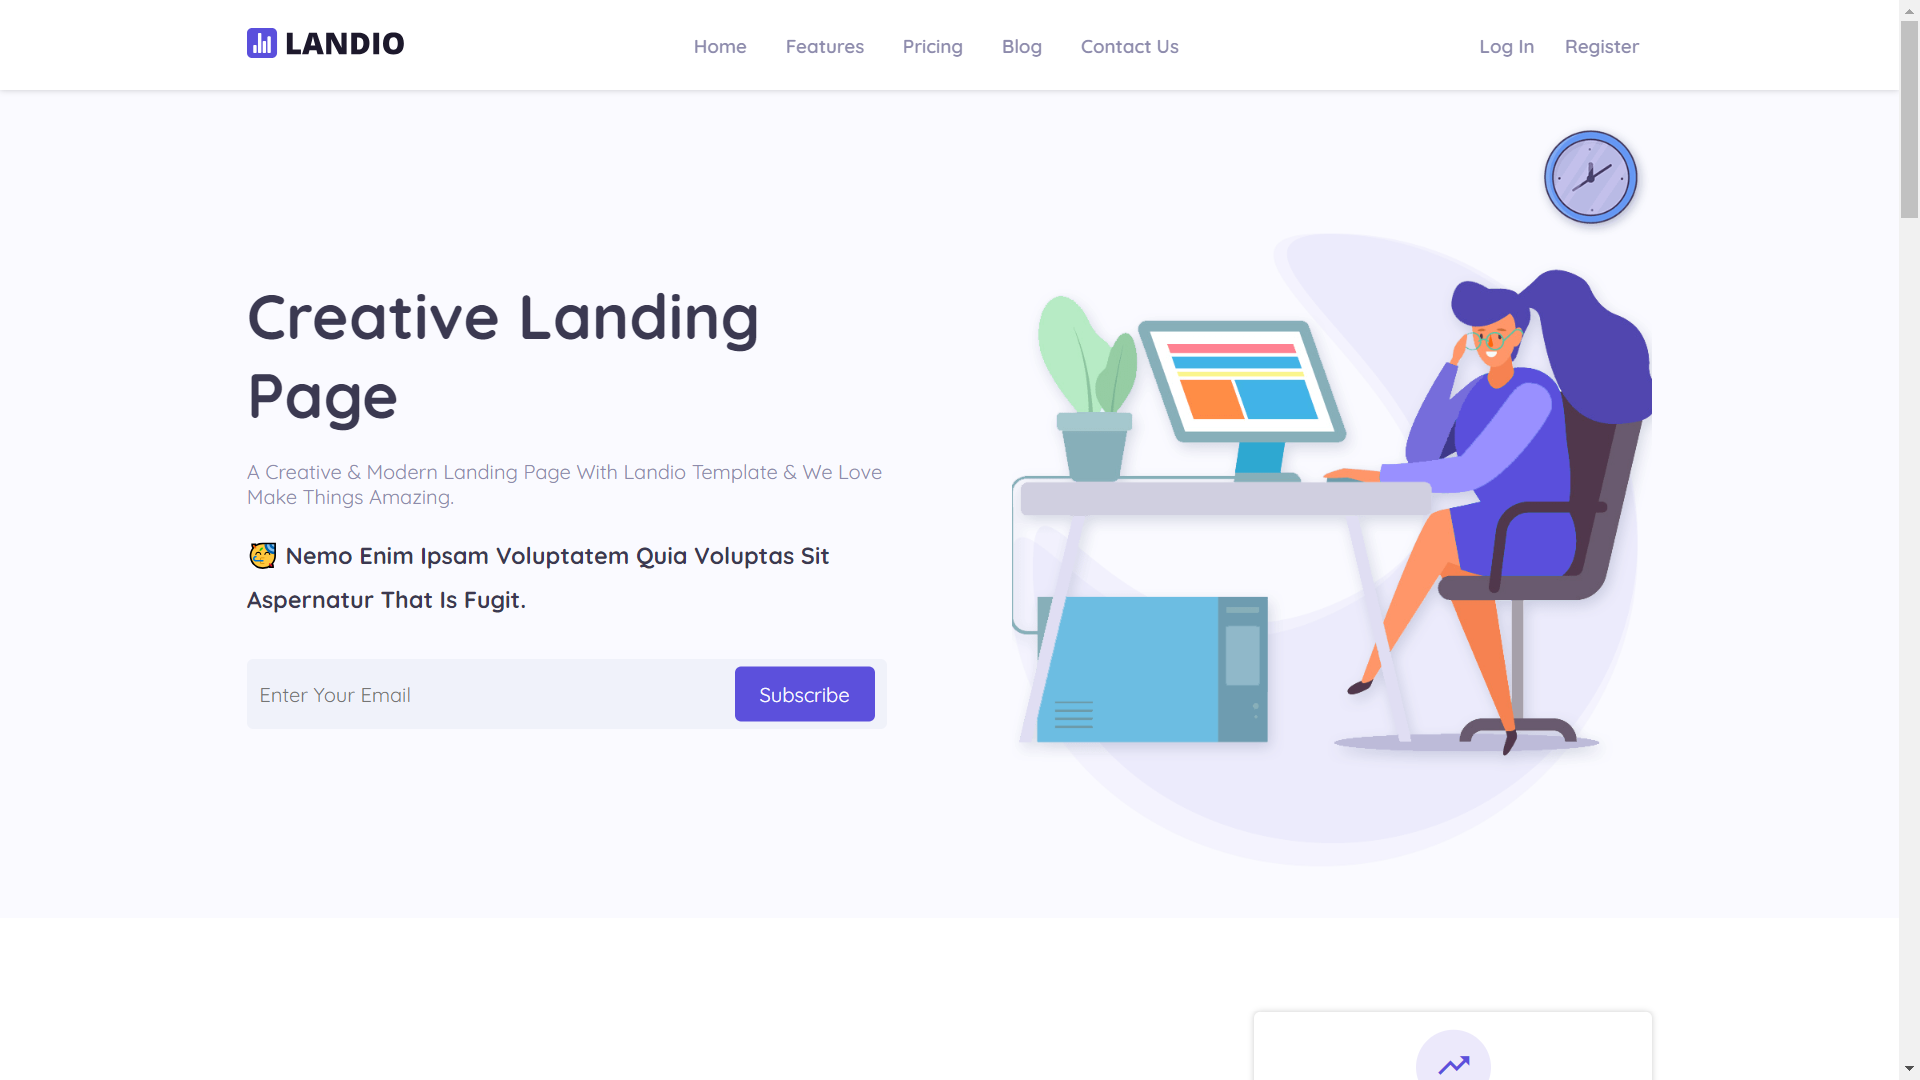 LANDIO
Home Features Pricing Blog Contact Us
Log In Register
Creative Landing
Page
A Creative & Modern Landing Page With Landio Template & We Love
Make Things Amazing.
🥳 Nemo Enim Ipsam Voluptatem Quia Voluptas Sit
Aspernatur That Is Fugit.
Enter Your Email
Subscribe